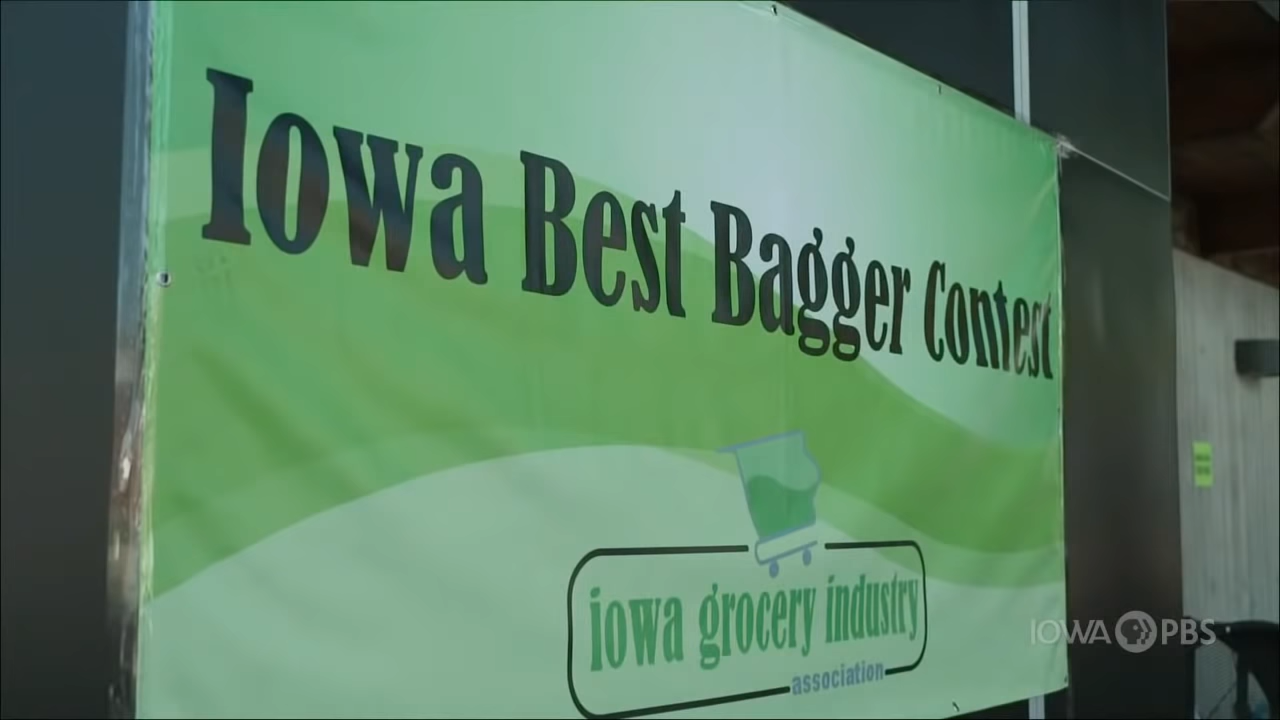 Iowa Best Bagger Contest
iowa grocery industry
association
IOWA PBS